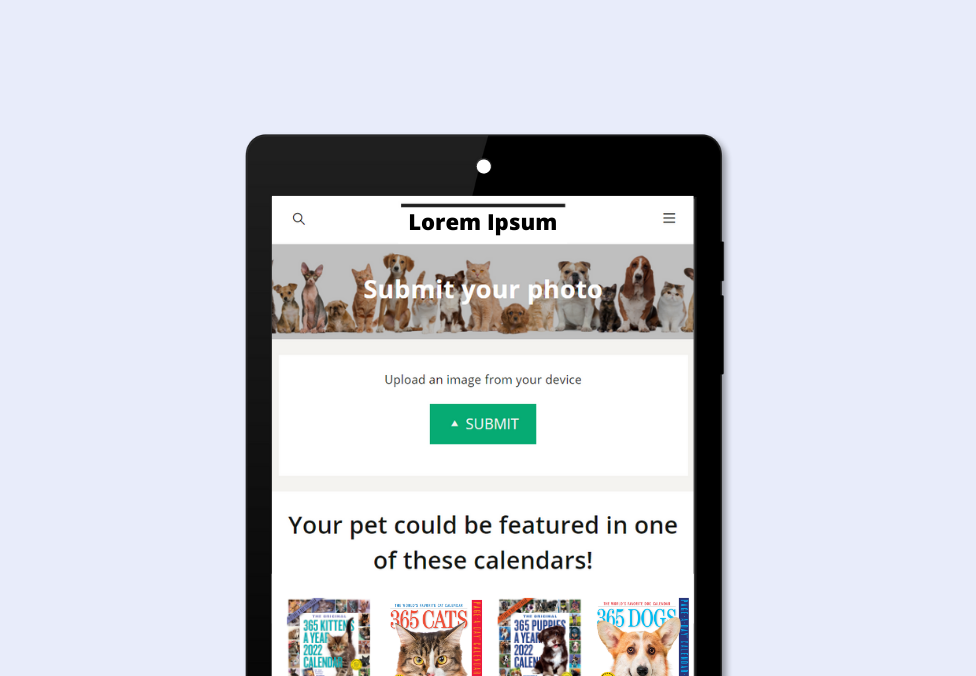 Lorem Ipsum
Submit your photo
Upload an image from your device
SUBMIT
Your pet could be featured in one
of these calendars!
THE ORIGINAL
365 KITTENS
A YEAR
2022
CALENDAR
THE WORLD'S FAVORITE CAT CALENDAR
365 CATS
THE ORIGINAL
365 PUPPIES
A YEAR
2022
CALENDAR
THE WORLD'S FAVORITE DOG CALENDAR
365 DOGS